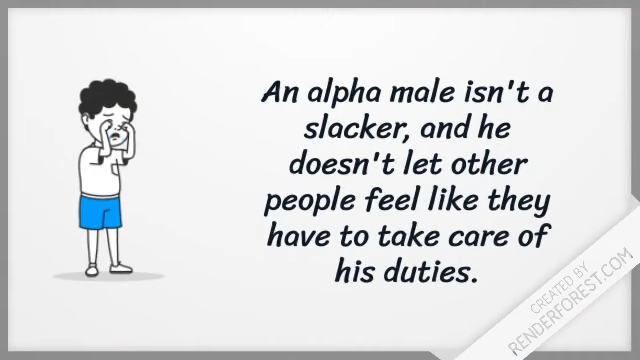 An alpha male isn't a
slacker, and he
doesn't let other
people feel like they
have to take care of
his duties.
CREATED BY
RENDERFOREST.COM